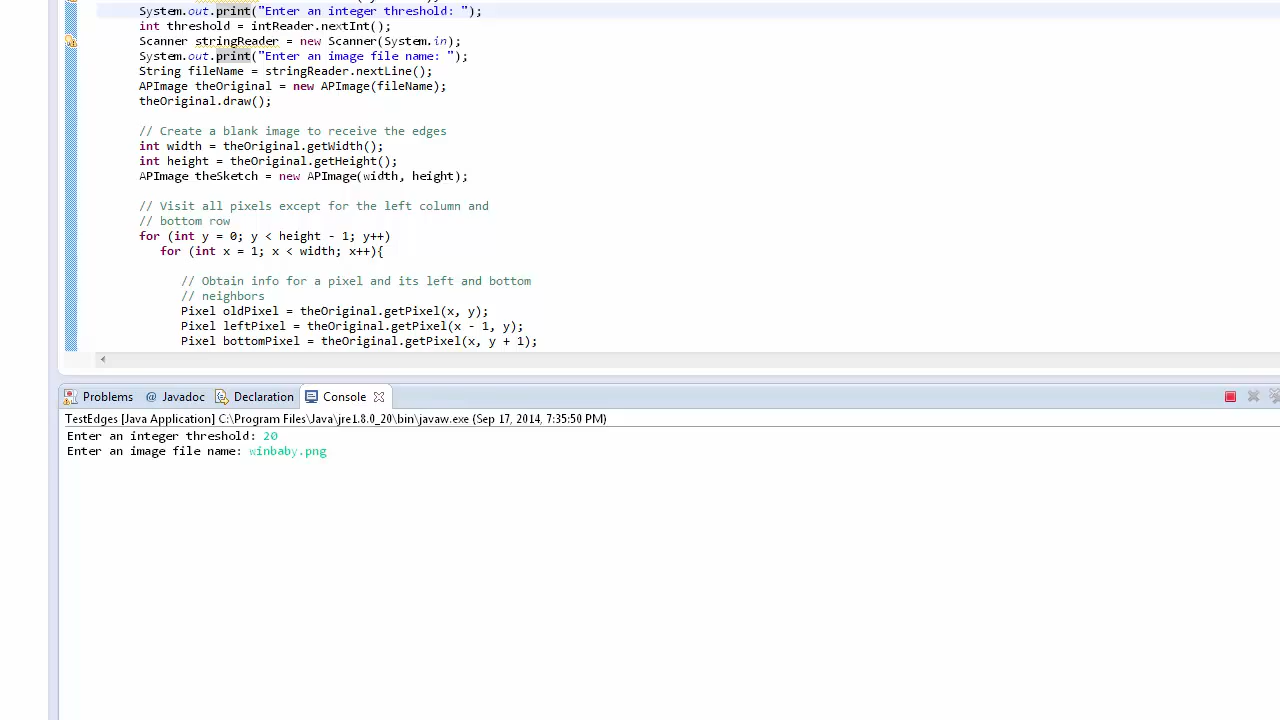 System.out.print("Enter an integer threshold: ");
int threshold = intReader.nextInt();
Scanner stringReader = new Scanner(System.in);
System.out.print("Enter an image file name: ");
String fileName = stringReader.nextLine();
APImage theOriginal = new APImage(fileName);
theOriginal.draw();
// Create a blank image to receive the edges
int width = theOriginal.getWidth();
int height = theOriginal.getHeight();
APImage theSketch = new APImage(width, height);
// Visit all pixels except for the left column and
// bottom row
for (int y = 0; y < height - 1; y++)
for (int x = 1; x < width; x++){
// Obtain info for a pixel and its left and bottom
// neighbors
Pixel oldPixel = theOriginal.getPixel(x, y);
Pixel leftPixel = theOriginal.getPixel(x - 1, y);
Pixel bottomPixel = theOriginal.getPixel(x, y + 1);
Problems @ Javadoc Declaration Console
TestEdges [Java Application] C:\Program Files\Java\jre1.8.0_20\bin\javaw.exe (Sep 17, 2014, 7:35:50 PM)
Enter an integer threshold: 20
Enter an image file name: winbaby.png